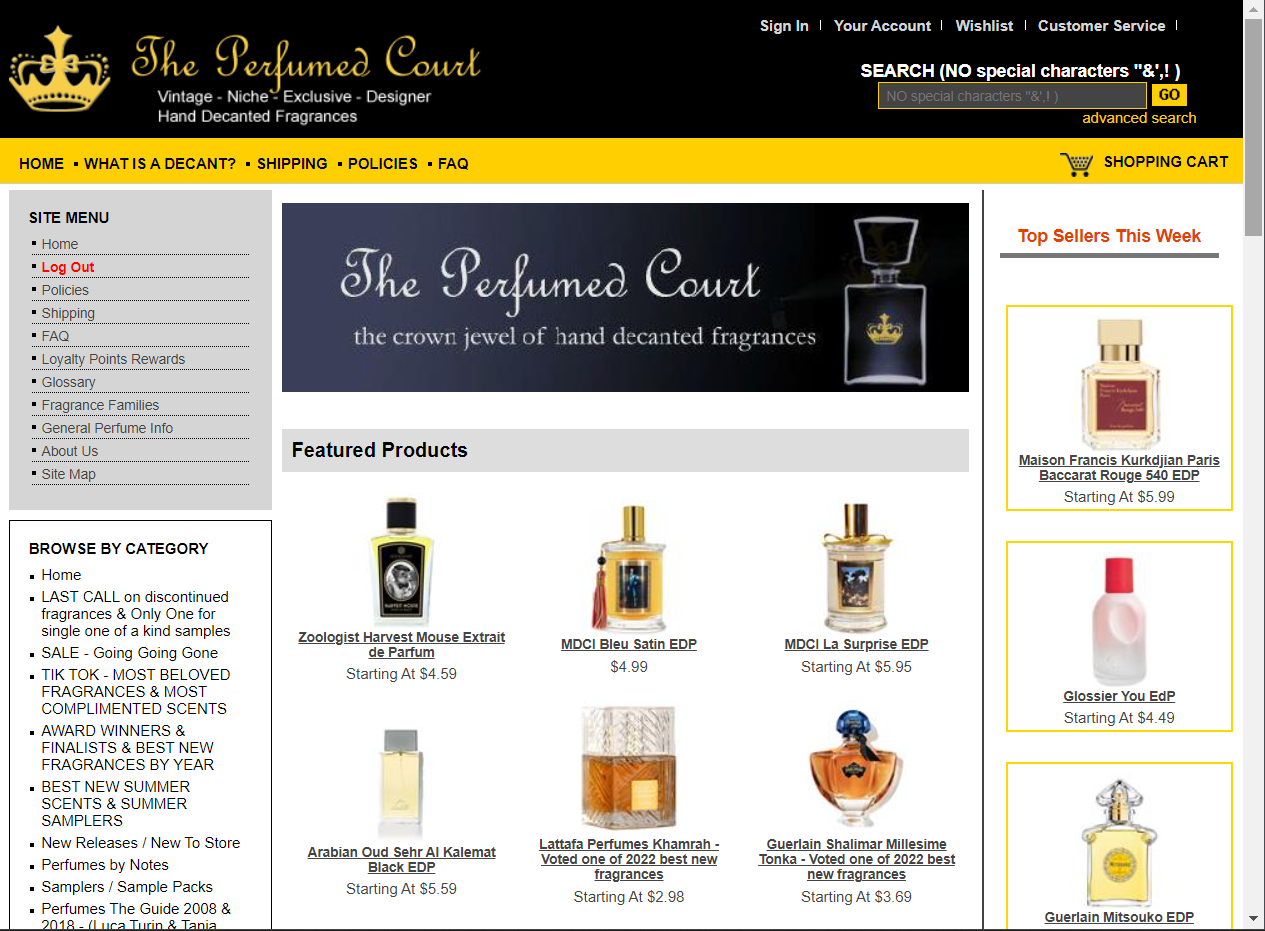 Sign In
Your Account
Wishlist
Customer Service
The Perfumed Court
Vintage - Niche - Exclusive - Designer
Hand Decanted Fragrances
SEARCH (NO special characters "&',! )
NO special characters "&',! )
GO
advanced search
HOME
WHAT IS A DECANT?
SHIPPING
POLICIES
FAQ
SHOPPING CART
SITE MENU
Home
Log Out
Policies
Shipping
FAQ
Loyalty Points Rewards
Glossary
Fragrance Families
General Perfume Info
About Us
Site Map
BROWSE BY CATEGORY
Home
LAST CALL on discontinued
fragrances & Only One for
single one of a kind samples
SALE - Going Going Gone
TIK TOK - MOST BELOVED
FRAGRANCES & MOST
COMPLIMENTED SCENTS
AWARD WINNERS &
FINALISTS & BEST NEW
FRAGRANCES BY YEAR
BEST NEW SUMMER
SCENTS & SUMMER
SAMPLERS
New Releases / New To Store
Perfumes by Notes
Samplers / Sample Packs
Perfumes The Guide 2008 &
2018 - (Luca Turin & Tania
The Perfumed Court
the crown jewel of hand decanted fragrances
Featured Products
Zoologist Harvest Mouse Extrait
de Parfum
Starting At $4.59
MDCI Bleu Satin EDP
$4.99
MDCI La Surprise EDP
Starting At $5.95
Arabian Oud Sehr Al Kalemat
Black EDP
Starting At $5.59
Lattafa Perfumes Khamrah -
Voted one of 2022 best new
fragrances
Starting At $2.98
Guerlain Shalimar Millesime
Tonka - Voted one of 2022 best
new fragrances
Starting At $3.69
Top Sellers This Week
Maison Francis Kurkdjian Paris
Baccarat Rouge 540 EDP
Starting At $5.99
Glossier You EdP
Starting At $4.49
Guerlain Mitsouko EDP